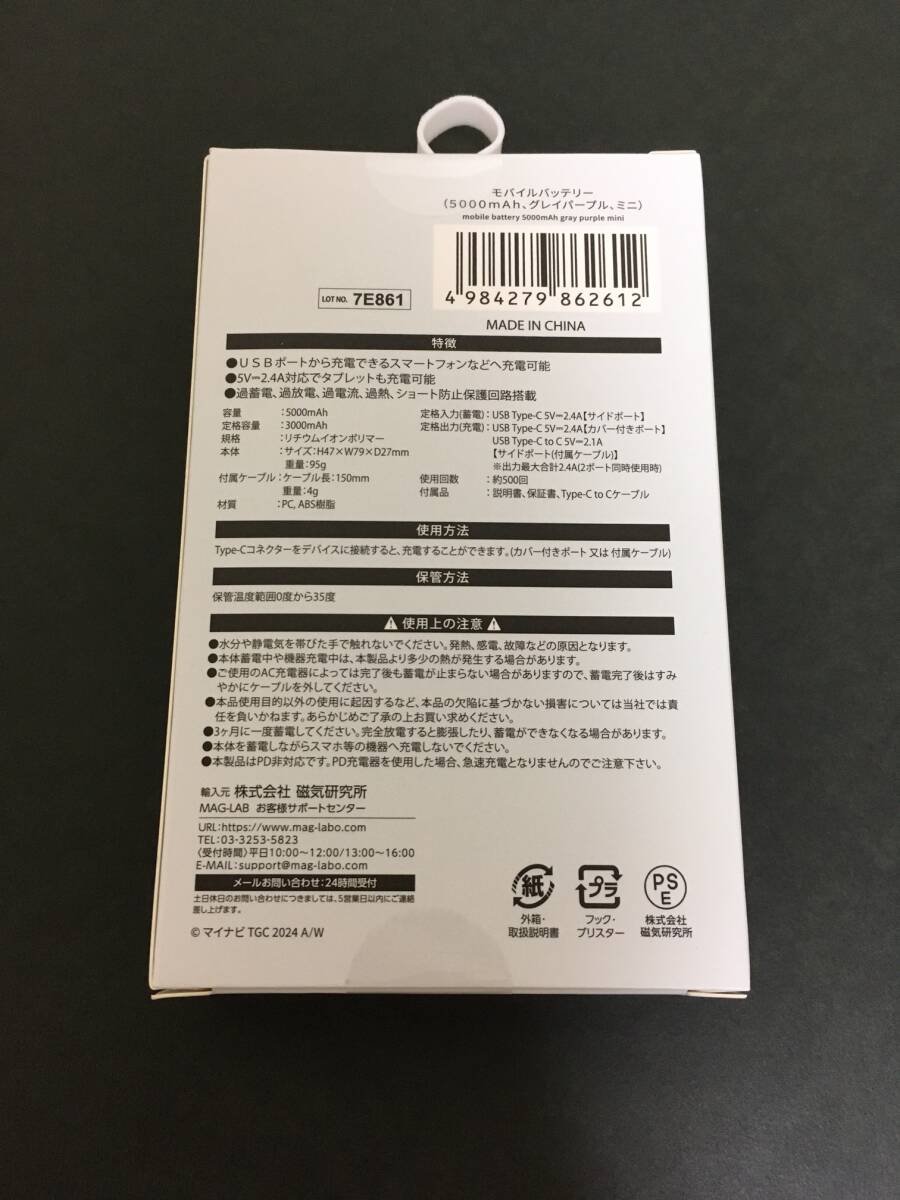 モバイルバッテリー
(5000mAh、グレイパープル、ミニ)
mobile battery 5000mAh gray purple mini
4 984279 862612
LOT NO. 7E861
MADE IN CHINA
特徴
●USBポートから充電できるスマートフォンなどへ充電可能
●5V⎓2.4A対応でタブレットも充電可能
●過蓄電、過放電、過電流、過熱、ショート防止保護回路搭載
容量 :5000mAh
定格容量 :3000mAh
規格 :リチウムイオンポリマー
本体 :サイズ:H47×W79×D27mm
重量:95g
付属ケーブル:ケーブル長:150mm
重量:4g
材質 :PC, ABS樹脂
定格入力(蓄電):USB Type-C 5V⎓2.4A【サイドポート】
定格出力(充電):USB Type-C 5V⎓2.4A【カバー付きポート】
USB Type-C to C 5V⎓2.1A
【サイドポート(付属ケーブル)】
※出力最大合計2.4A(2ポート同時使用時)
使用回数 :約500回
付属品 :説明書、保証書、Type-C to Cケーブル
使用方法
Type-Cコネクターをデバイスに接続すると、充電することができます。(カバー付きポート 又は 付属ケーブル)
保管方法
保管温度範囲0度から35度
⚠ 使用上の注意 ⚠
●水分や静電気を帯びた手で触れないでください。発熱、感電、故障などの原因となります。
●本体蓄電中や機器充電中は、本製品より多少の熱が発生する場合があります。
●ご使用のAC充電器によっては完了後も蓄電が止まらない場合がありますので、蓄電完了後はすみ
やかにケーブルを外してください。
●本品使用目的以外の使用に起因するなど、本品の欠陥に基づかない損害については当社では責
任を負いかねます。あらかじめご了承の上お買い求めください。
●3ヶ月に一度蓄電してください。完全放電すると膨張したり、蓄電ができなくなる場合があります。
●本体を蓄電しながらスマホ等の機器へ充電しないでください。
●本製品はPD非対応です。PD充電器を使用した場合、急速充電となりませんのでご注意下さい。
輸入元 株式会社 磁気研究所
MAG-LAB お客様サポートセンター
URL:https://www.mag-labo.com
TEL:03-3253-5823
〈受付時間〉平日10:00〜12:00/13:00〜16:00
E-MAIL:support@mag-labo.com
メールお問い合わせ:24時間受付
土日休日のお問い合わせにつきましては、5営業日以内にご連絡
差し上げます。
© マイナビ TGC 2024 A/W
紙
外箱・
取扱説明書
プラ
フック・
ブリスター
PS
E
株式会社
磁気研究所